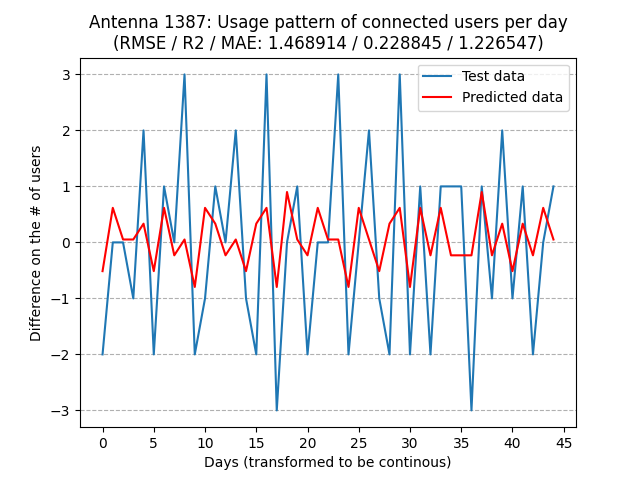 Antenna 1387: Usage pattern of connected users per day
(RMSE / R2 / MAE: 1.468914 / 0.228845 / 1.226547)
Test data
Predicted data
Difference on the # of users
3
2
1
0
−1
−2
−3
0 5 10 15 20 25 30 35 40 45
Days (transformed to be continous)